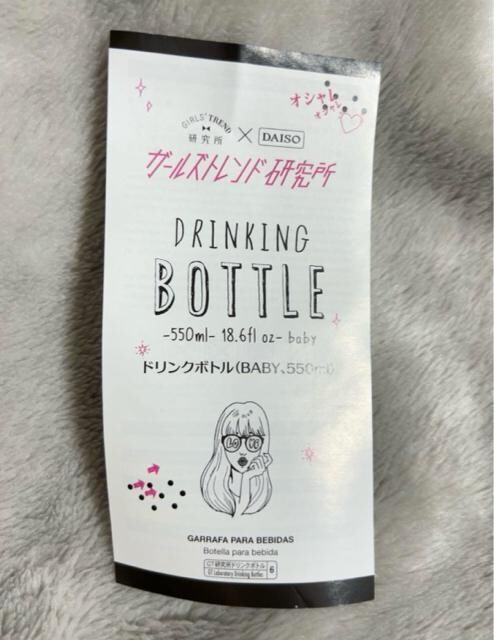 オシャレ
GIRLS' TREND
研究所
×
DAISO
ガールズトレンド研究所
DRINKING
BOTTLE
-550ml- 18.6fl oz- baby
ドリンクボトル(BABY、550ml)
GARRAFA PARA BEBIDAS
Botella para bebida
GT研究所ドリンクボトル 6
GT Laboratory Drinking Bottles